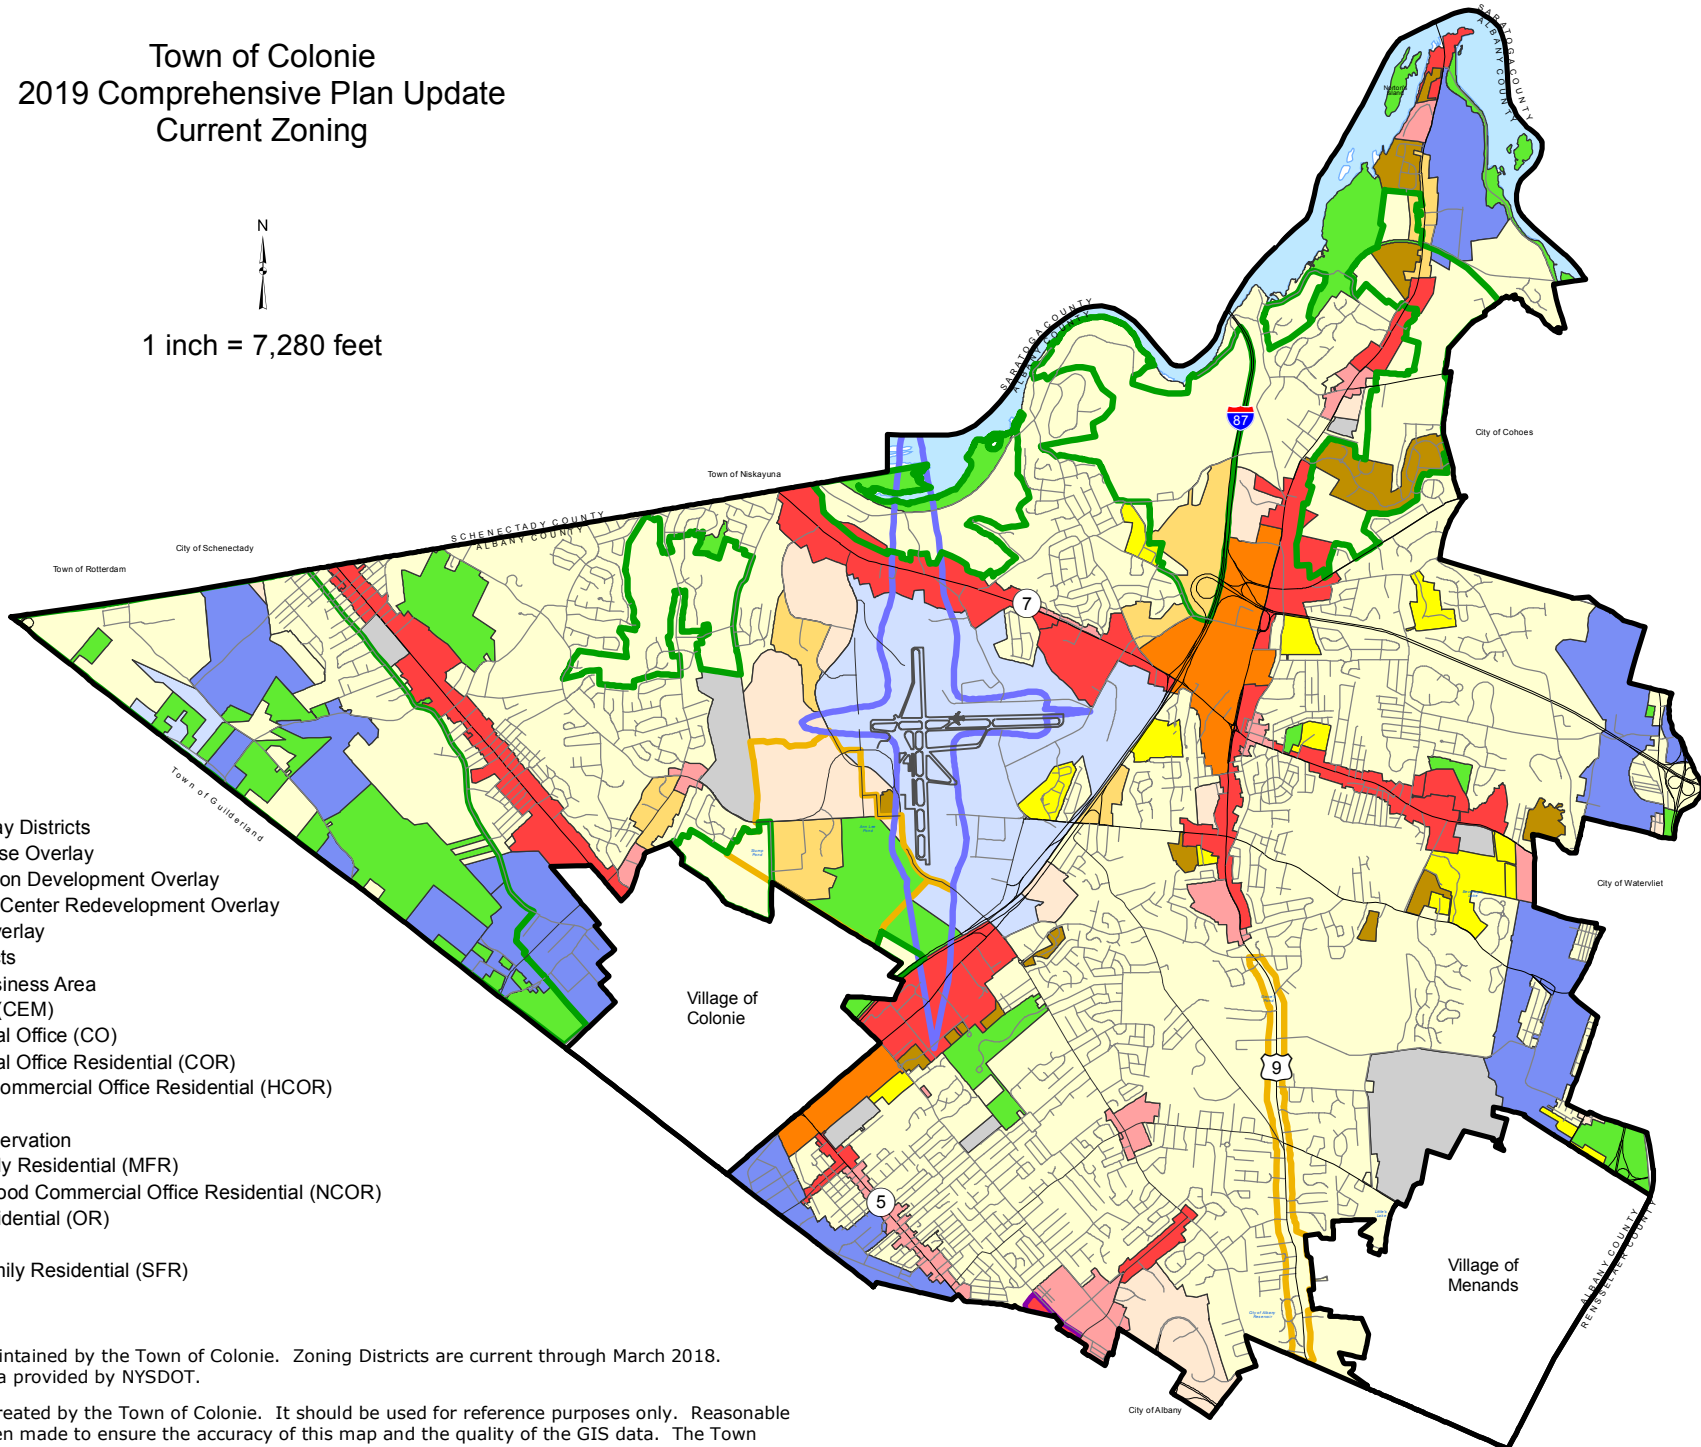 Town of Colonie
2019 Comprehensive Plan Update
Current Zoning
N
1 inch = 7,280 feet
SARATOGA COUNTY
ALBANY COUNTY
SARATOGA COUNTY
ALBANY COUNTY
87
City of Cohoes
Town of Niskayuna
SCHENECTADY COUNTY
ALBANY COUNTY
City of Schenectady
Town of Rotterdam
7
Town of Guilderland
ay Districts
se Overlay
ion Development Overlay
Center Redevelopment Overlay
verlay
ts
siness Area
(CEM)
al Office (CO)
al Office Residential (COR)
ommercial Office Residential (HCOR)
servation
ly Residential (MFR)
ood Commercial Office Residential (NCOR)
idential (OR)
mily Residential (SFR)
City of Watervliet
Village of
Colonie
9
5
Village of
Menands
ALBANY COUNTY
RENSSELAER COUNTY
City of Albany
intained by the Town of Colonie. Zoning Districts are current through March 2018.
a provided by NYSDOT.
reated by the Town of Colonie. It should be used for reference purposes only. Reasonable
en made to ensure the accuracy of this map and the quality of the GIS data. The Town